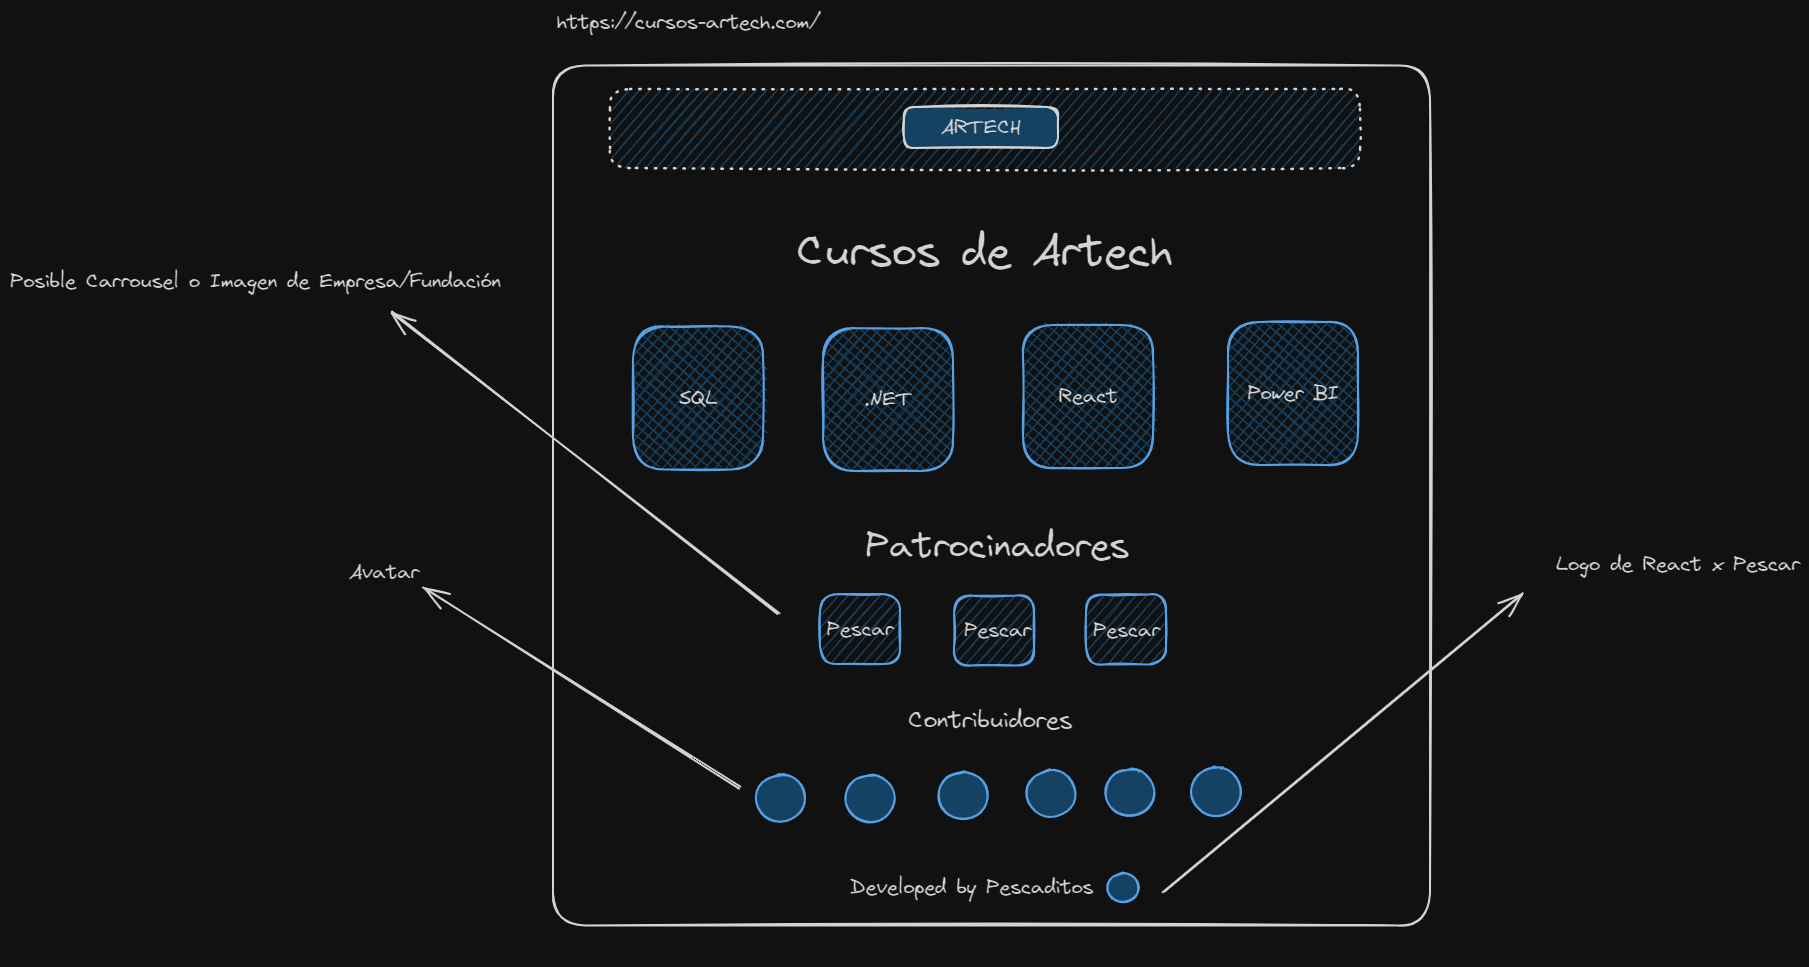 https://cursos-artech.com/
ARTECH
Cursos de Artech
Posible Carrousel o Imagen de Empresa/Fundación
SQL
.NET
React
Power BI
Patrocinadores
Avatar
Logo de React x Pescar
Pescar
Pescar
Pescar
Contribuidores
Developed by Pescaditos